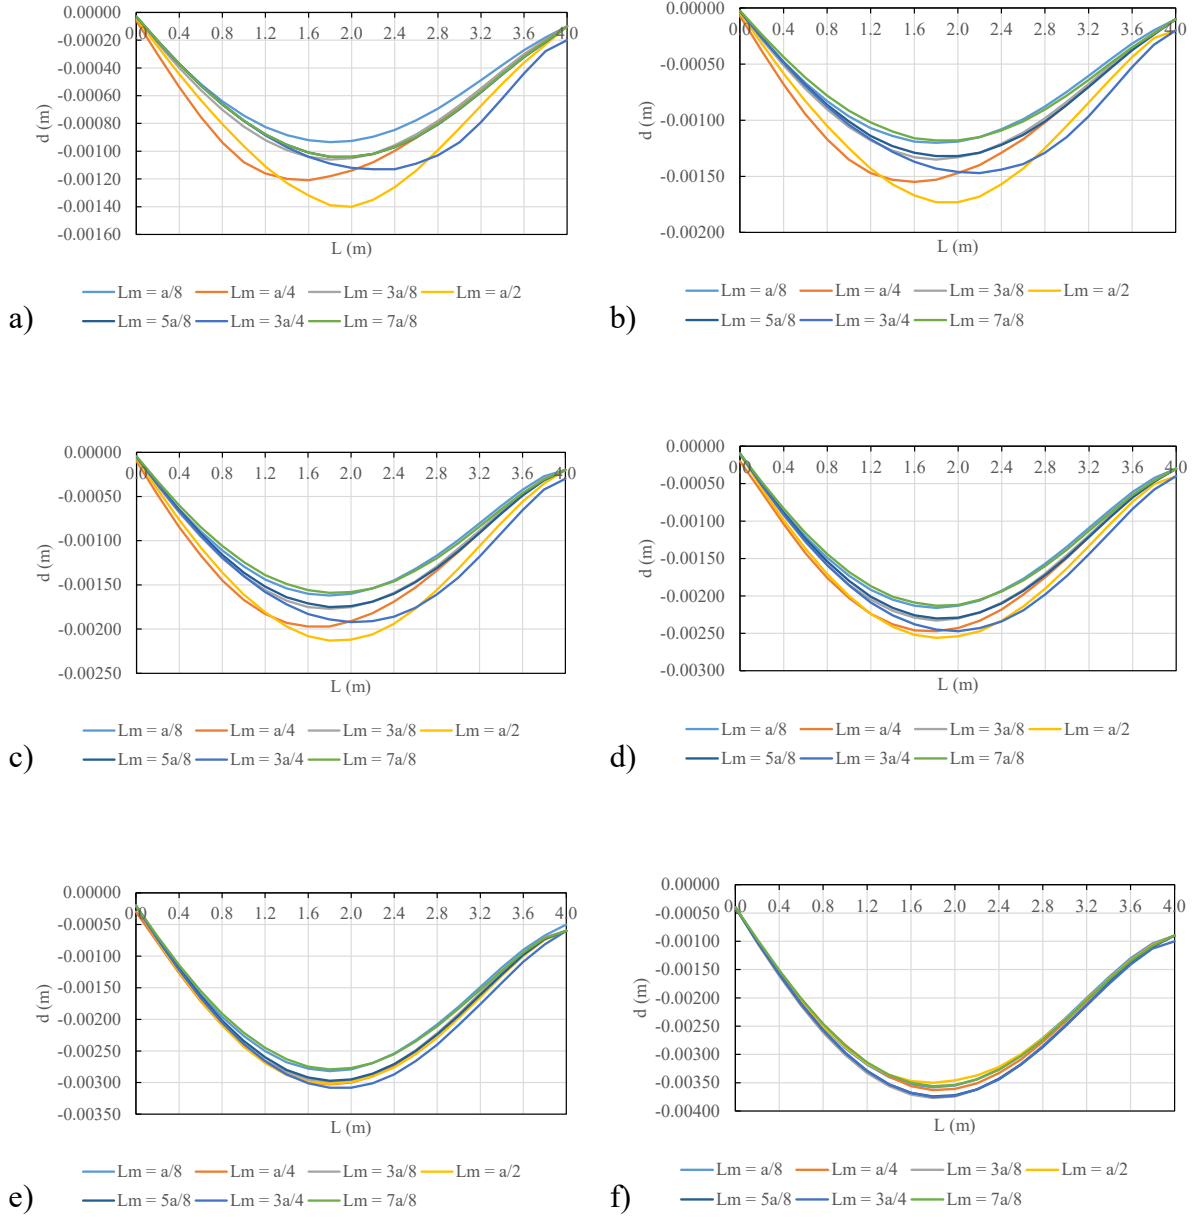 0.00000
0.0 0.4 0.8 1.2 1.6 2.0 2.4 2.8 3.2 3.6 4.0
-0.00020
-0.00040
-0.00060
-0.00080
-0.00100
-0.00120
-0.00140
-0.00160
d (m)
L (m)
Lm = a/8 Lm = a/4 Lm = 3a/8 Lm = a/2
a) Lm = 5a/8 Lm = 3a/4 Lm = 7a/8
0.00000
0.0 0.4 0.8 1.2 1.6 2.0 2.4 2.8 3.2 3.6 4.0
-0.00050
-0.00100
-0.00150
-0.00200
d (m)
L (m)
Lm = a/8 Lm = a/4 Lm = 3a/8 Lm = a/2
b) Lm = 5a/8 Lm = 3a/4 Lm = 7a/8
0.00000
0.0 0.4 0.8 1.2 1.6 2.0 2.4 2.8 3.2 3.6 4.0
-0.00050
-0.00100
-0.00150
-0.00200
-0.00250
d (m)
L (m)
Lm = a/8 Lm = a/4 Lm = 3a/8 Lm = a/2
c) Lm = 5a/8 Lm = 3a/4 Lm = 7a/8
0.00000
0.0 0.4 0.8 1.2 1.6 2.0 2.4 2.8 3.2 3.6 4.0
-0.00050
-0.00100
-0.00150
-0.00200
-0.00250
-0.00300
d (m)
L (m)
Lm = a/8 Lm = a/4 Lm = 3a/8 Lm = a/2
d) Lm = 5a/8 Lm = 3a/4 Lm = 7a/8
0.00000
0.0 0.4 0.8 1.2 1.6 2.0 2.4 2.8 3.2 3.6 4.0
-0.00050
-0.00100
-0.00150
-0.00200
-0.00250
-0.00300
-0.00350
d (m)
L (m)
Lm = a/8 Lm = a/4 Lm = 3a/8 Lm = a/2
e) Lm = 5a/8 Lm = 3a/4 Lm = 7a/8
0.00000
0.0 0.4 0.8 1.2 1.6 2.0 2.4 2.8 3.2 3.6 4.0
-0.00050
-0.00100
-0.00150
-0.00200
-0.00250
-0.00300
-0.00350
-0.00400
d (m)
L (m)
Lm = a/8 Lm = a/4 Lm = 3a/8 Lm = a/2
f) Lm = 5a/8 Lm = 3a/4 Lm = 7a/8